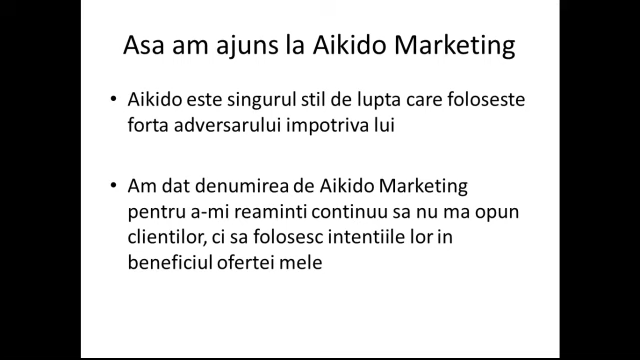 Asa am ajuns la Aikido Marketing
• Aikido este singurul stil de lupta care foloseste
forta adversarului impotriva lui
• Am dat denumirea de Aikido Marketing
pentru a-mi reaminti continuu sa nu ma opun
clientilor, ci sa folosesc intentiile lor in
beneficiul ofertei mele